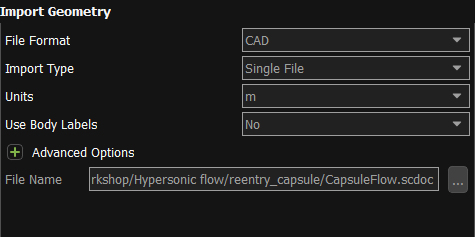 Import Geometry
File Format CAD
Import Type Single File
Units m
Use Body Labels No
+ Advanced Options
File Name rkshop/Hypersonic flow/reentry_capsule/CapsuleFlow.scdoc ...